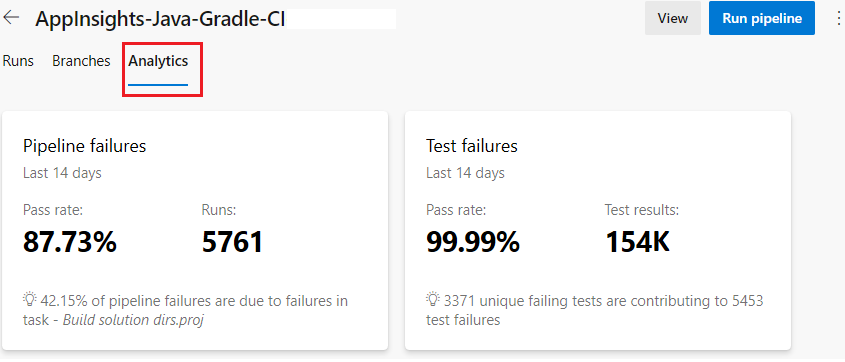 AppInsights-Java-Gradle-CI
View
Run pipeline
Runs
Branches
Analytics
Pipeline failures
Last 14 days
Pass rate:
Runs:
87.73%
5761
42.15% of pipeline failures are due to failures in
task - Build solution dirs.proj
Test failures
Last 14 days
Pass rate:
Test results:
99.99%
154K
3371 unique failing tests are contributing to 5453
test failures